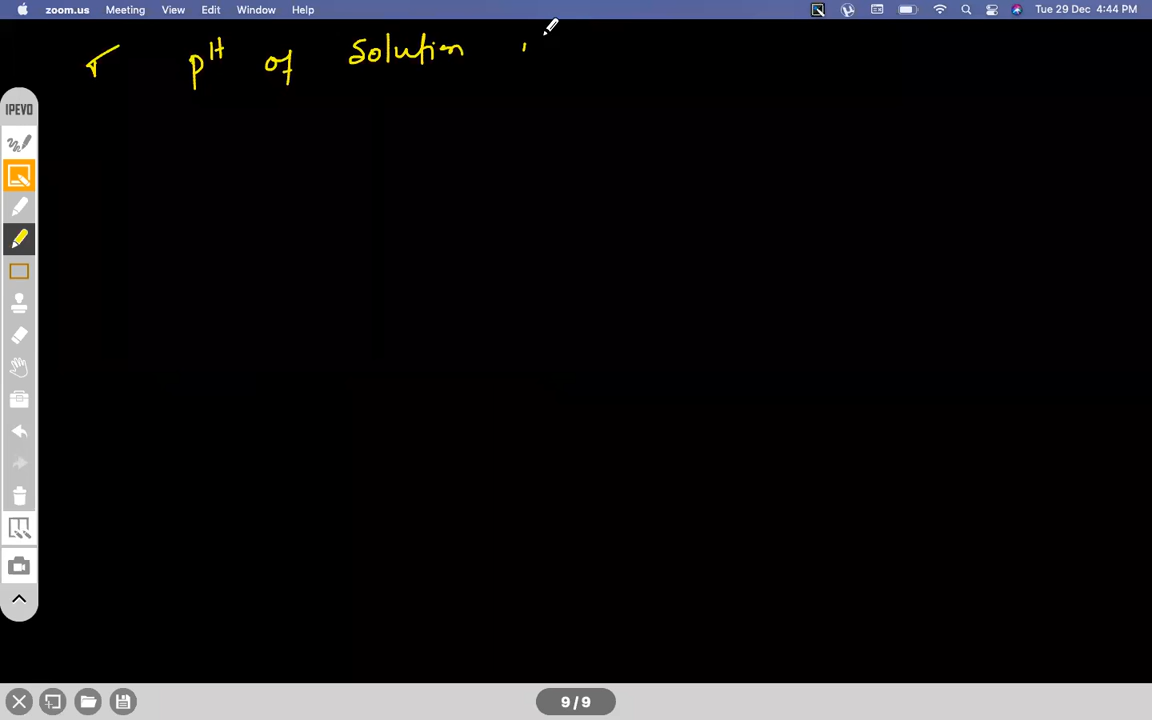 zoom.us Meeting View Edit Window Help Tue 29 Dec 4:44 PM
pH of solution
IPEVO
9 / 9